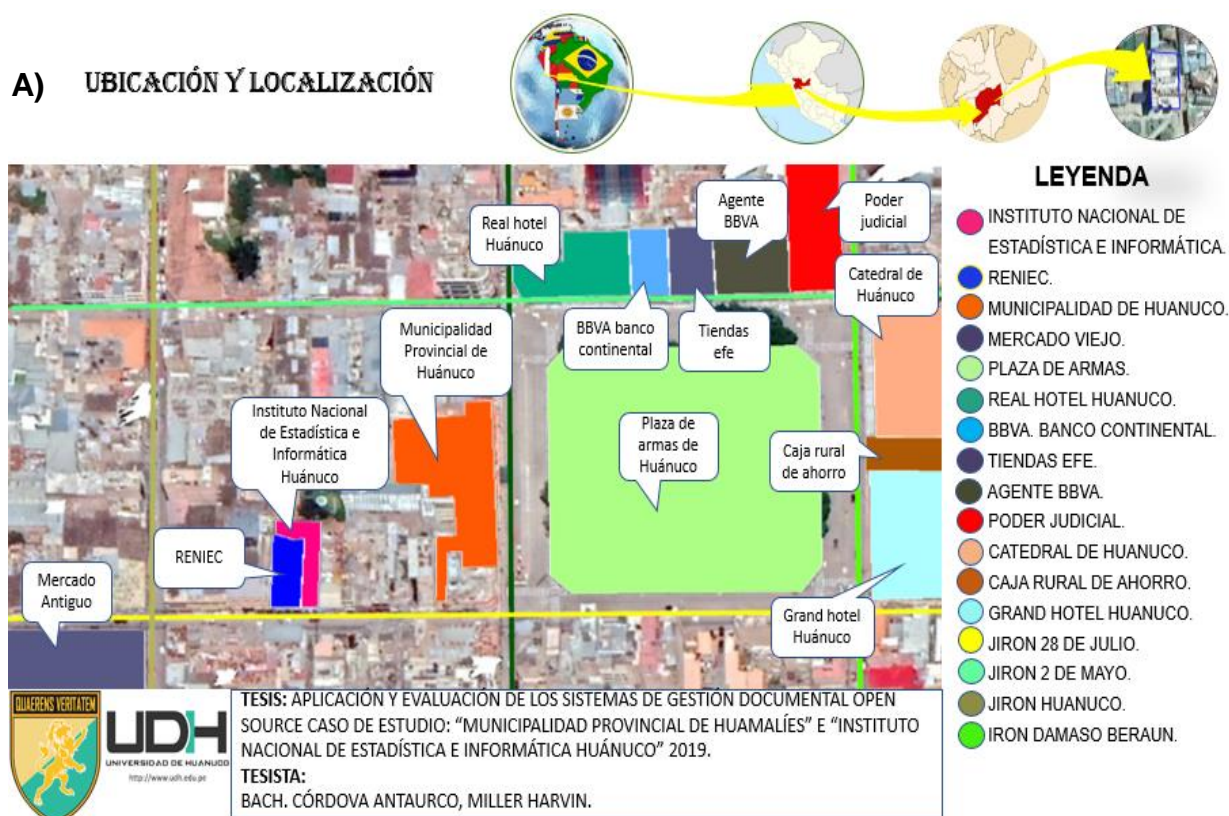 A) UBICACIÓN Y LOCALIZACIÓN
Real hotel
Huánuco
Agente
BBVA
Poder
judicial
Catedral de
Huánuco
BBVA banco
continental
Tiendas
efe
Municipalidad
Provincial de
Huánuco
Instituto Nacional
de Estadística e
Informática
Huánuco
Plaza de
armas de
Huánuco
Caja rural
de ahorro
RENIEC
Mercado
Antiguo
Grand hotel
Huánuco
LEYENDA
INSTITUTO NACIONAL DE
ESTADÍSTICA E INFORMÁTICA.
RENIEC.
MUNICIPALIDAD DE HUANUCO.
MERCADO VIEJO.
PLAZA DE ARMAS.
REAL HOTEL HUANUCO.
BBVA. BANCO CONTINENTAL.
TIENDAS EFE.
AGENTE BBVA.
PODER JUDICIAL.
CATEDRAL DE HUANUCO.
CAJA RURAL DE AHORRO.
GRAND HOTEL HUANUCO.
JIRON 28 DE JULIO.
JIRON 2 DE MAYO.
JIRON HUANUCO.
IRON DAMASO BERAUN.
QUAERENS VERITATEM
UDH
UNIVERSIDAD DE HUANUCO
http://www.udh.edu.pe
TESIS: APLICACIÓN Y EVALUACIÓN DE LOS SISTEMAS DE GESTIÓN DOCUMENTAL OPEN
SOURCE CASO DE ESTUDIO: “MUNICIPALIDAD PROVINCIAL DE HUAMALÍES” E “INSTITUTO
NACIONAL DE ESTADÍSTICA E INFORMÁTICA HUÁNUCO” 2019.
TESISTA:
BACH. CÓRDOVA ANTAURCO, MILLER HARVIN.